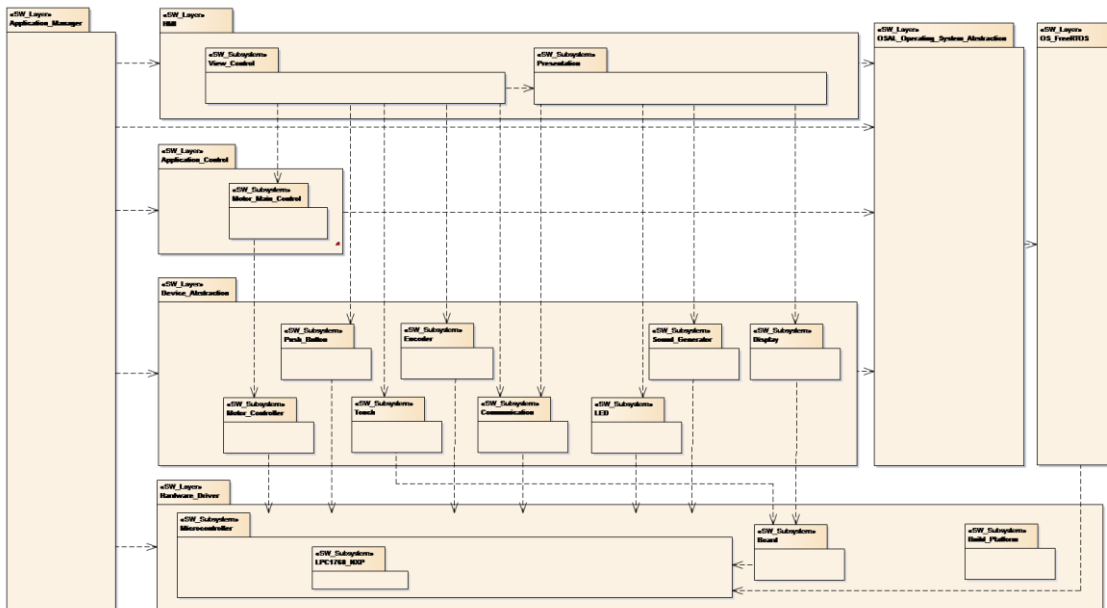 «SW_Layer»
Application_Manager
«SW_Layer»
HMI
«SW_Subsystem»
View_Control
«SW_Subsystem»
Presentation
«SW_Layer»
OSAL_Operating_System_Abstraction
«SW_Layer»
OS_FreeRTOS
«SW_Layer»
Application_Control
«SW_Subsystem»
Motor_Main_Control
«SW_Layer»
Device_Abstraction
«SW_Subsystem»
Push_Button
«SW_Subsystem»
Encoder
«SW_Subsystem»
Sound_Generator
«SW_Subsystem»
Display
«SW_Subsystem»
Motor_Controller
«SW_Subsystem»
Touch
«SW_Subsystem»
Communication
«SW_Subsystem»
LED
«SW_Layer»
Hardware_Driver
«SW_Subsystem»
Microcontroller
«SW_Subsystem»
LPC1768_NXP
«SW_Subsystem»
Board
«SW_Subsystem»
Build_Platform